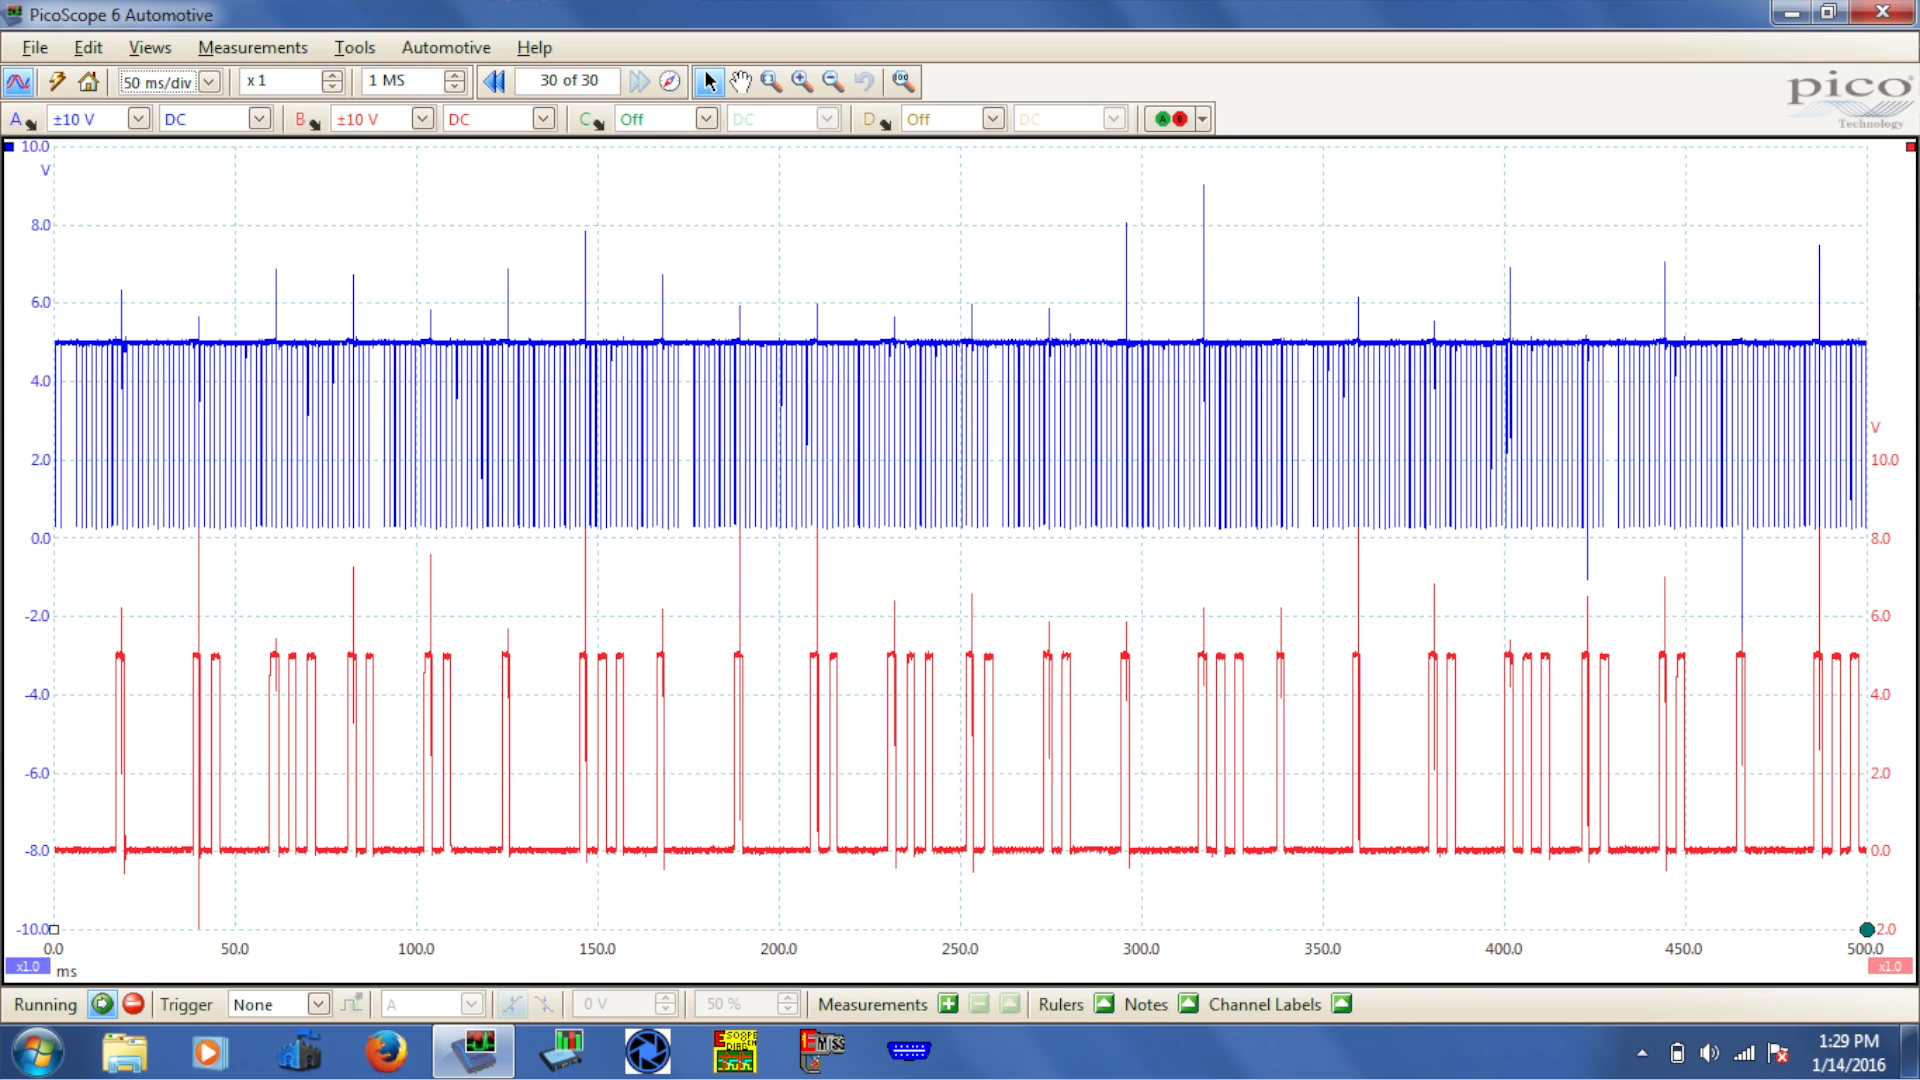 PicoScope 6 Automotive
File Edit Views Measurements Tools Automotive Help
50 ms/div x 1 1 MS 30 of 30
pico
Technology
A ±10 V DC B ±10 V DC C Off DC D Off DC A B
10.0
V
8.0
6.0
4.0
2.0
0.0
-2.0
-4.0
-6.0
-8.0
-10.0
V
10.0
8.0
6.0
4.0
2.0
0.0
2.0
0.0 50.0 100.0 150.0 200.0 250.0 300.0 350.0 400.0 450.0 500.0
x1.0 ms x1.0
Running Trigger None A 0 V 50 % Measurements Rulers Notes Channel Labels
ESCOPE
MISS
1:29 PM
1/14/2016